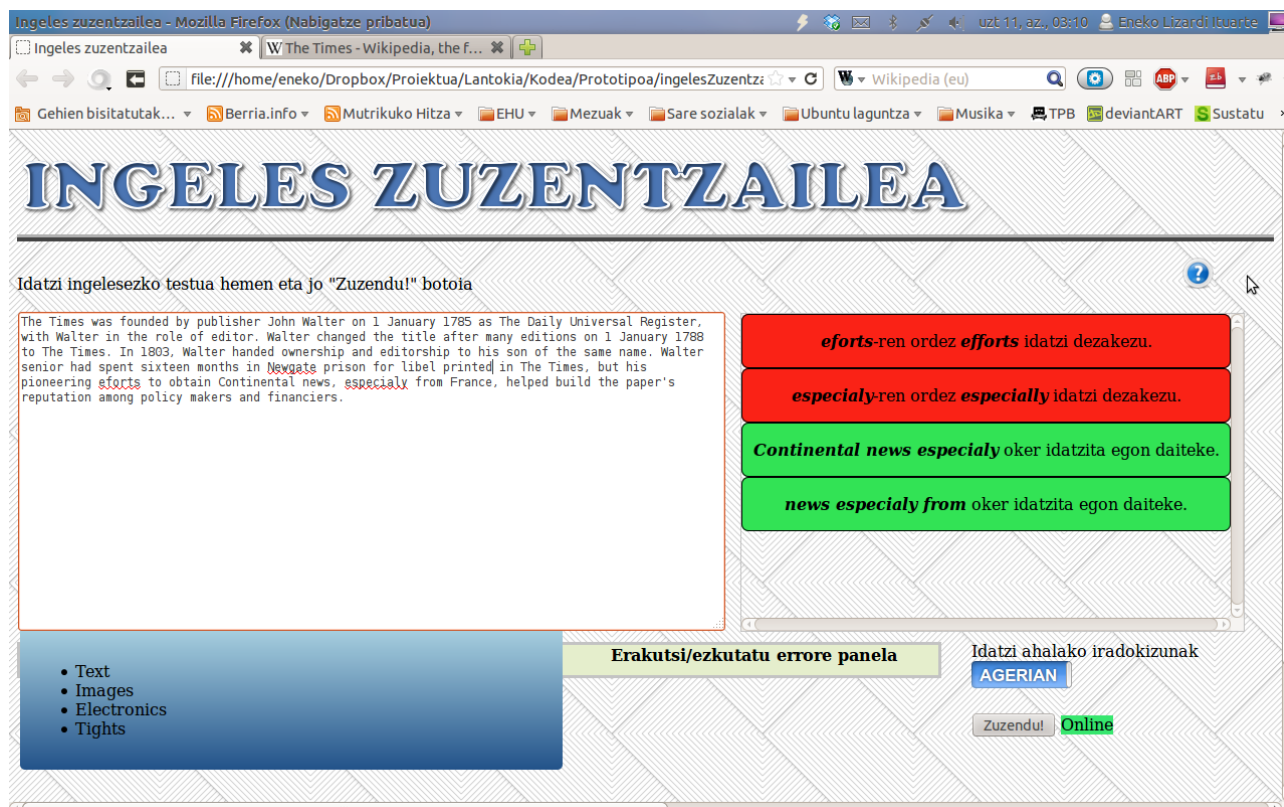 Ingeles zuzentzailea - Mozilla Firefox (Nabigatze pribatua)
uzt 11, az., 03:10 Eneko Lizardi Ituarte
Ingeles zuzentzailea
W The Times - Wikipedia, the f...
file:///home/eneko/Dropbox/Proiektua/Lantokia/Kodea/Prototipoa/ingelesZuzentza
W Wikipedia (eu)
ABP
Gehien bisitatutak... Berria.info Mutrikuko Hitza EHU Mezuak Sare sozialak Ubuntu laguntza Musika TPB deviantART S Sustatu
INGELES ZUZENTZAILEA
Idatzi ingelesezko testua hemen eta jo "Zuzendu!" botoia
?
The Times was founded by publisher John Walter on 1 January 1785 as The Daily Universal Register,
with Walter in the role of editor. Walter changed the title after many editions on 1 January 1788
to The Times. In 1803, Walter handed ownership and editorship to his son of the same name. Walter
senior had spent sixteen months in Newgate prison for libel printed in The Times, but his
pioneering eforts to obtain Continental news, especialy from France, helped build the paper's
reputation among policy makers and financiers.
eforts-ren ordez efforts idatzi dezakezu.
especialy-ren ordez especially idatzi dezakezu.
Continental news especialy oker idatzita egon daiteke.
news especialy from oker idatzita egon daiteke.
Erakutsi/ezkutatu errore panela
• Text
• Images
• Electronics
• Tights
Idatzi ahalako iradokizunak
AGERIAN
Zuzendu! Online